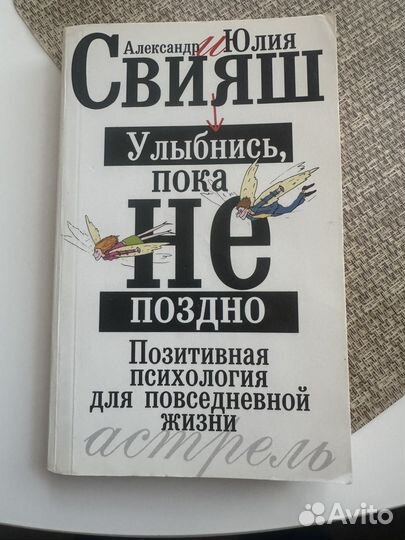 Александр и Юлия
СВИЯШ
Улыбнись,
пока
не
поздно
Позитивная
психология
для повседневной
жизни
астрель
Avito